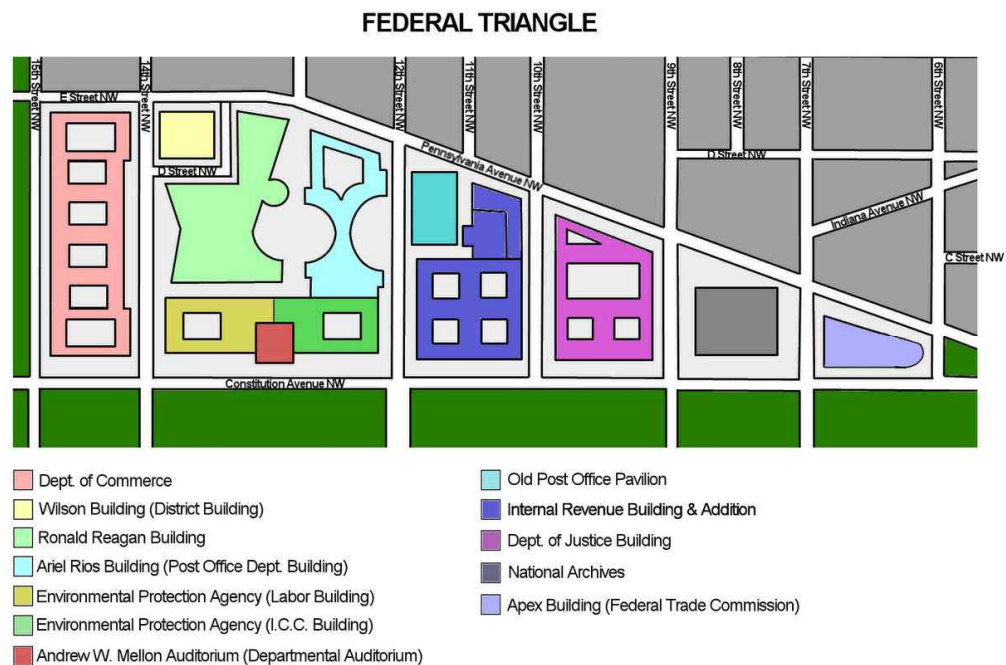 FEDERAL TRIANGLE
15th Street NW
14th Street NW
12th Street NW
11th Street NW
10th Street NW
9th Street NW
8th Street NW
7th Street NW
6th Street NW
E Street NW
D Street NW
Pennsylvania Avenue NW
D Street NW
Indiana Avenue NW
C Street NW
Constitution Avenue NW
Dept. of Commerce
Wilson Building (District Building)
Ronald Reagan Building
Ariel Rios Building (Post Office Dept. Building)
Environmental Protection Agency (Labor Building)
Environmental Protection Agency (I.C.C. Building)
Andrew W. Mellon Auditorium (Departmental Auditorium)
Old Post Office Pavilion
Internal Revenue Building & Addition
Dept. of Justice Building
National Archives
Apex Building (Federal Trade Commission)